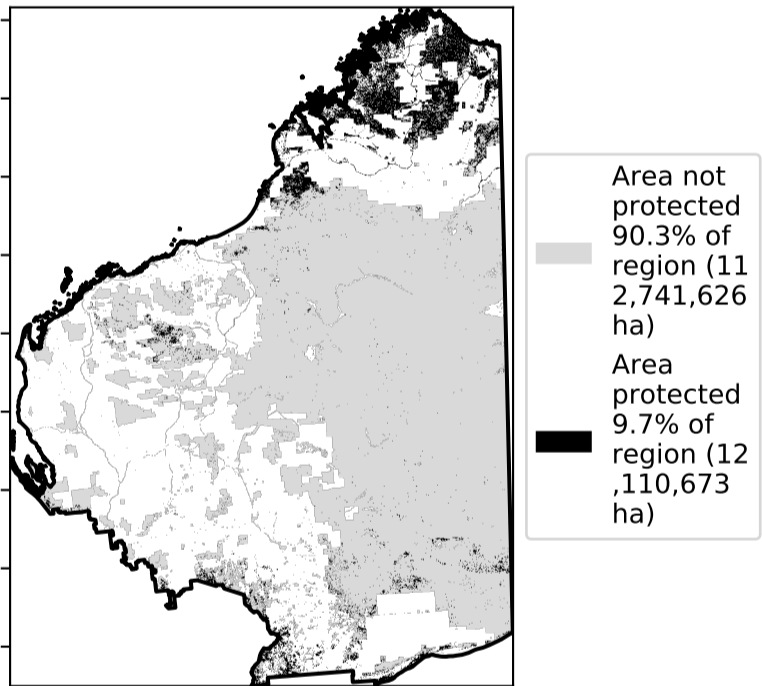 Area not
protected
90.3% of
region (11
2,741,626
ha)
Area
protected
9.7% of
region (12
,110,673
ha)